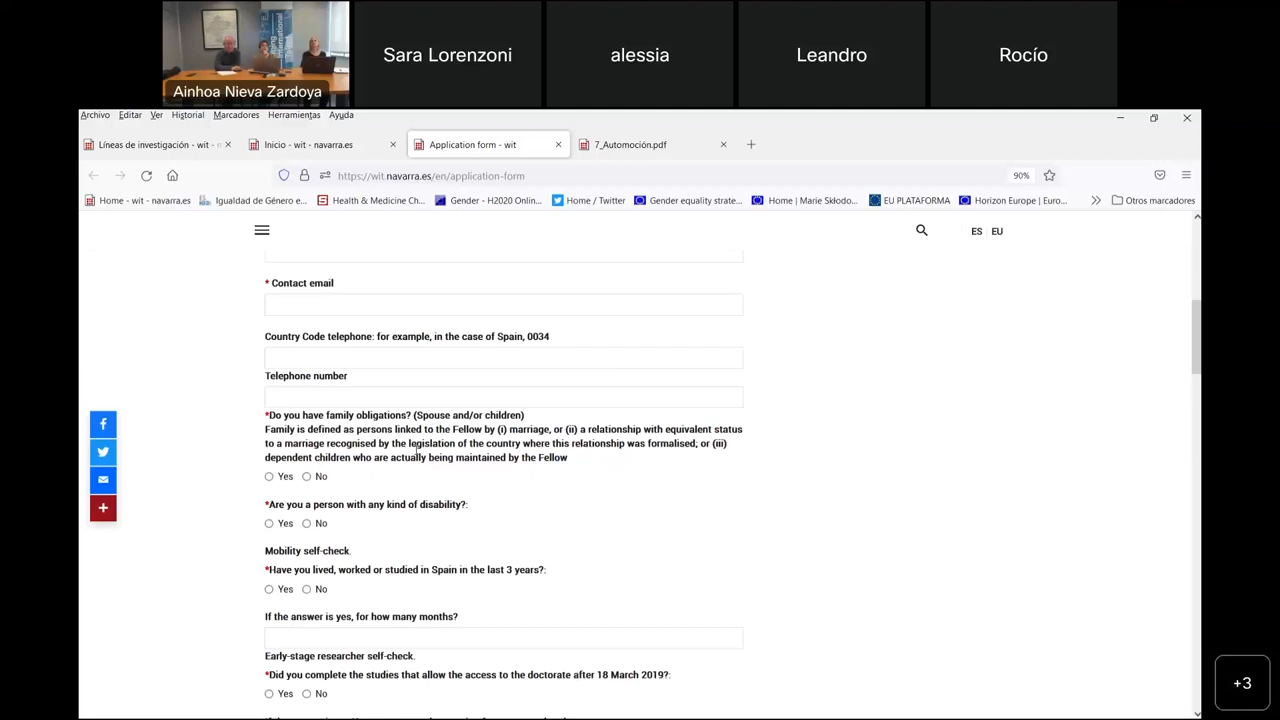 Ainhoa Nieva Zardoya
Sara Lorenzoni
alessia
Leandro
Rocío
Archivo Editar Ver Historial Marcadores Herramientas Ayuda
Líneas de investigación - wit - n
Inicio - wit - navarra.es
Application form - wit
7_Automoción.pdf
https://wit.navarra.es/en/application-form
90%
Home - wit - navarra.es
Igualdad de Género e...
Health & Medicine Ch...
Gender - H2020 Onlin...
Home / Twitter
Gender equality strate...
Home | Marie Skłodo...
EU PLATAFORMA
Horizon Europe | Euro...
Otros marcadores
ES EU
* Contact email
Country Code telephone: for example, in the case of Spain, 0034
Telephone number
*Do you have family obligations? (Spouse and/or children)
Family is defined as persons linked to the Fellow by (i) marriage, or (ii) a relationship with equivalent status
to a marriage recognised by the legislation of the country where this relationship was formalised; or (iii)
dependent children who are actually being maintained by the Fellow
Yes No
*Are you a person with any kind of disability?:
Yes No
Mobility self-check.
*Have you lived, worked or studied in Spain in the last 3 years?:
Yes No
If the answer is yes, for how many months?
Early-stage researcher self-check.
*Did you complete the studies that allow the access to the doctorate after 18 March 2019?:
Yes No
+3